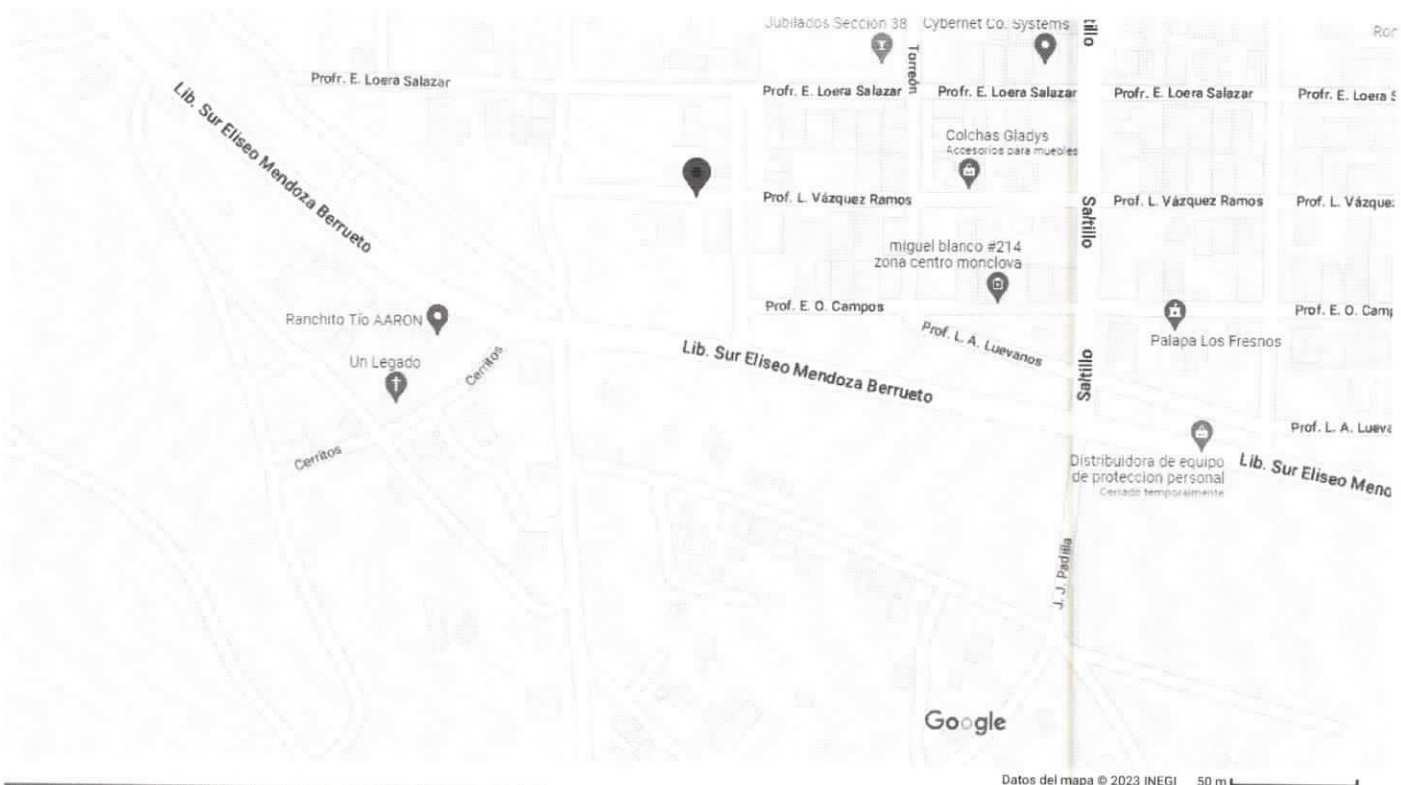 Jubilados Sección 38
Cybernet Co. Systems
tillo
Torreón
Profr. E. Loera Salazar
Profr. E. Loera Salazar
Profr. E. Loera Salazar
Profr. E. Loera Salazar
Profr. E. Loera S
Lib. Sur Eliseo Mendoza Berrueto
Colchas Gladys
Accesorios para muebles
Prof. L. Vázquez Ramos
Saltillo
Prof. L. Vázquez Ramos
Prof. L. Vázquez
miguel blanco #214
zona centro monclova
Ranchito Tío AARON
Prof. E. O. Campos
Prof. L. A. Luevanos
Palapa Los Fresnos
Prof. E. O. Camp
Un Legado
Cerritos
Lib. Sur Eliseo Mendoza Berrueto
Saltillo
Cerritos
Prof. L. A. Lueva
Distribuidora de equipo
de proteccion personal
Cerrado temporalmente
Lib. Sur Eliseo Mend
J. J. Padilla
Google
Datos del mapa © 2023 INEGI 50 m